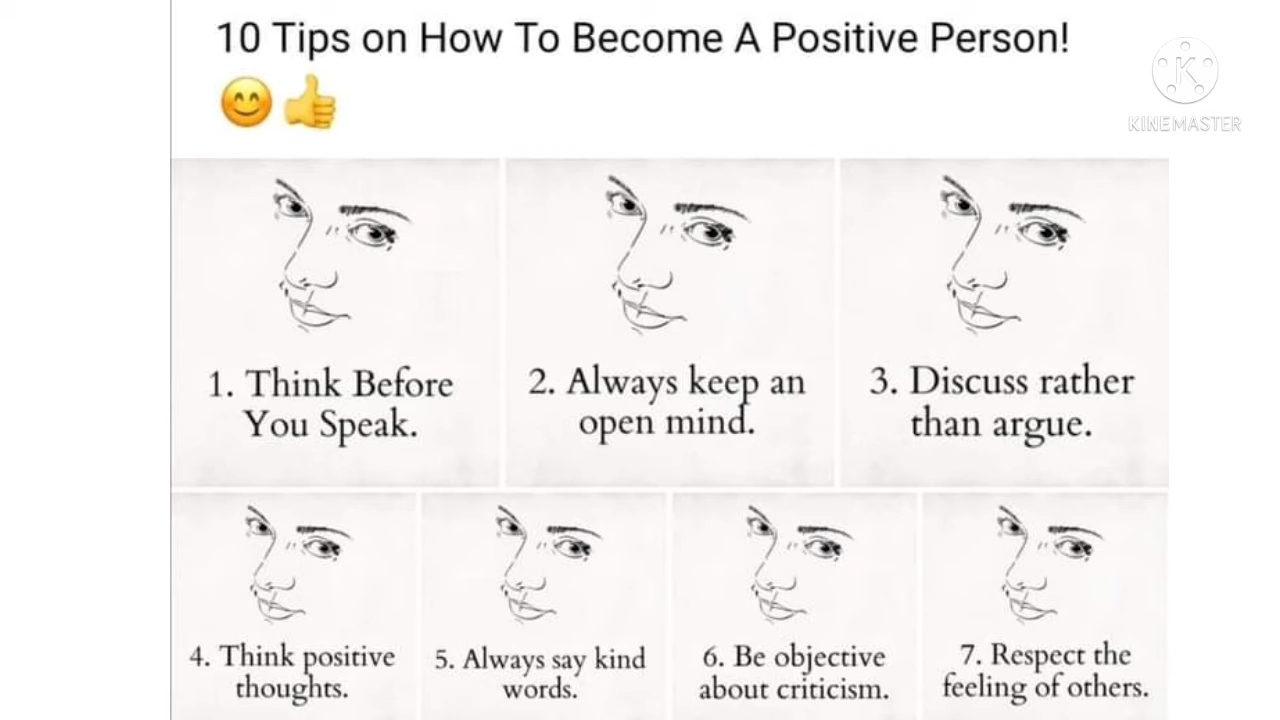 10 Tips on How To Become A Positive Person!
😊👍
KINEMASTER
1. Think Before
You Speak.
2. Always keep an
open mind.
3. Discuss rather
than argue.
4. Think positive
thoughts.
5. Always say kind
words.
6. Be objective
about criticism.
7. Respect the
feeling of others.